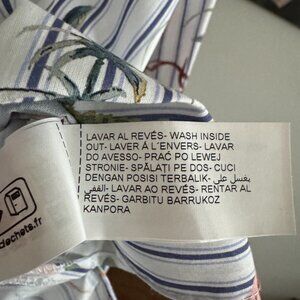 LAVAR AL REVÉS- WASH INSIDE
OUT- LAVER Á L´ENVERS- LAVAR
DO AVESSO- PRAĆ PO LEWEJ
STRONIE- SPĂLAȚI PE DOS- CUCI
DENGAN POSISI TERBALIK- يغسل على
القفى- LAVAR AO REVÉS- RENTAR AL
REVÉS- GARBITU BARRUKOZ
KANPORA
dechets.fr